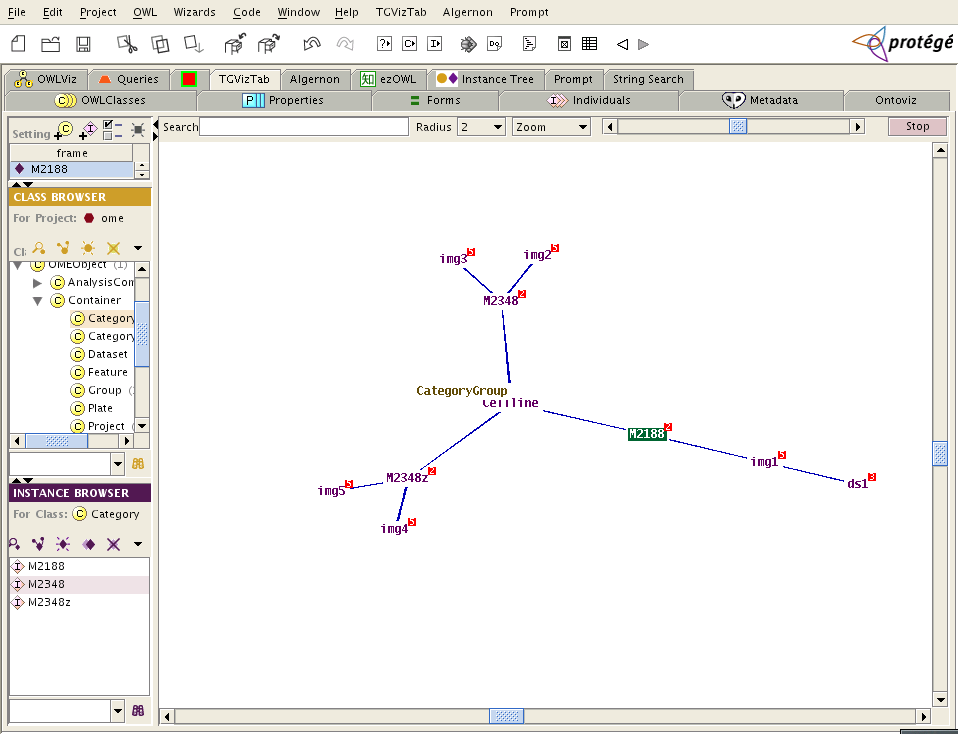 File Edit Project OWL Wizards Code Window Help TGVizTab Algernon Prompt
protégé
OWLViz Queries TGVizTab Algernon ezOWL Instance Tree Prompt String Search
OWLClasses Properties Forms Individuals Metadata Ontoviz
Setting
Search Radius 2 Zoom Stop
frame
M2188
CLASS BROWSER
For Project: ome
OMEObject (1)
AnalysisCom
Container
Category
Category
Dataset
Feature
Group
Plate
Project
INSTANCE BROWSER
For Class: Category
M2188
M2348
M2348z
img3 5
img2 5
M2348 2
CategoryGroup
Cellline
M2188 2
img1 5
ds1 3
M2348z 2
img5 5
img4 5